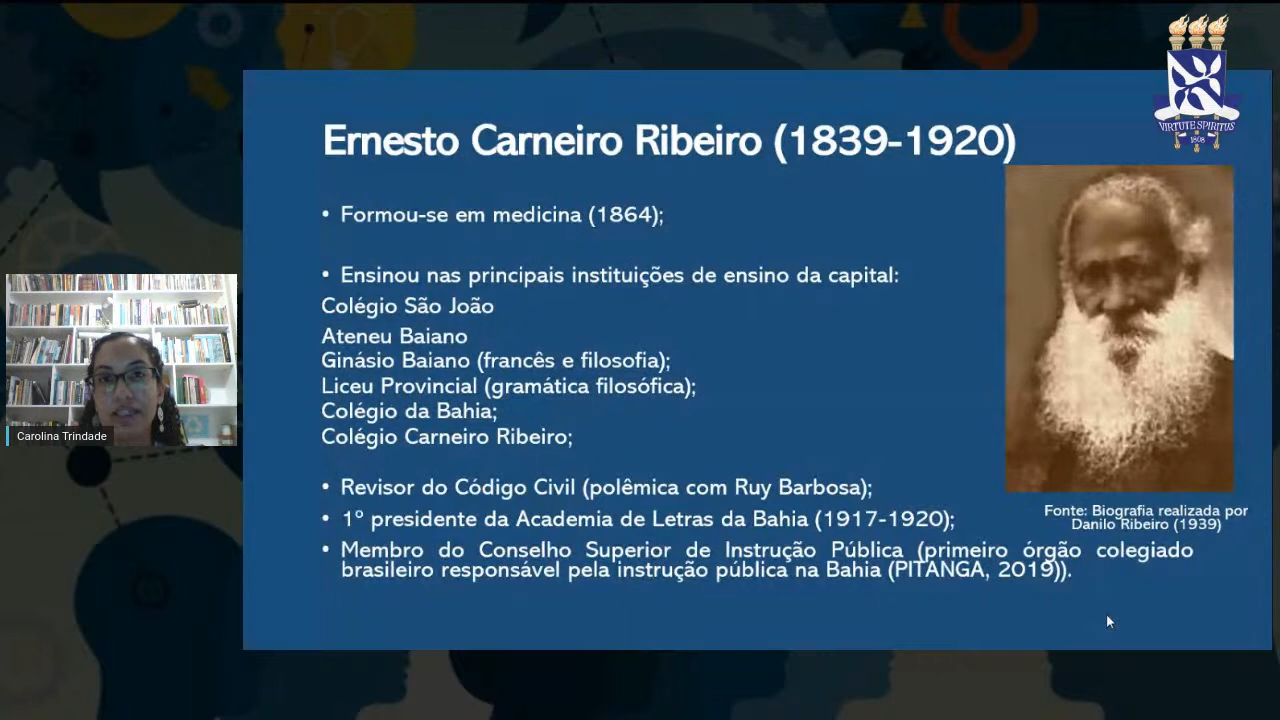 VIRTUTE SPIRITUS
1808
Ernesto Carneiro Ribeiro (1839-1920)
• Formou-se em medicina (1864);
• Ensinou nas principais instituições de ensino da capital:
Colégio São João
Ateneu Baiano
Ginásio Baiano (francês e filosofia);
Liceu Provincial (gramática filosófica);
Colégio da Bahia;
Colégio Carneiro Ribeiro;
• Revisor do Código Civil (polêmica com Ruy Barbosa);
• 1º presidente da Academia de Letras da Bahia (1917-1920);
• Membro do Conselho Superior de Instrução Pública (primeiro órgão colegiado
brasileiro responsável pela instrução pública na Bahia (PITANGA, 2019)).
Fonte: Biografia realizada por
Danilo Ribeiro (1939)
Carolina Trindade